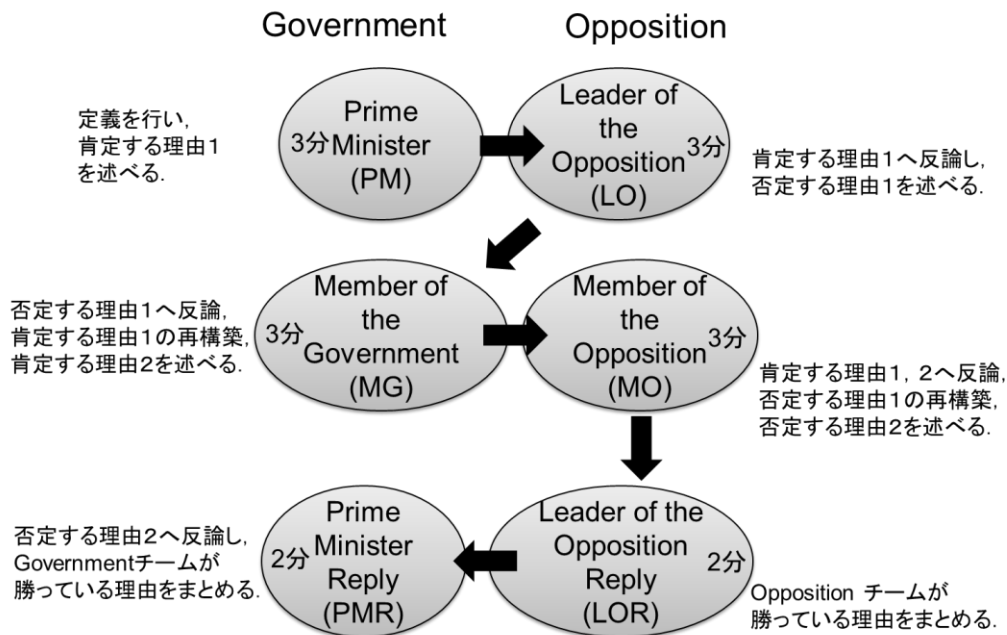 Government
Opposition
定義を行い,
肯定する理由1
を述べる.
3分
Prime
Minister
(PM)
Leader of
the
Opposition
(LO)
3分
肯定する理由1へ反論し,
否定する理由1を述べる.
否定する理由1へ反論,
肯定する理由1の再構築,
肯定する理由2を述べる.
3分
Member of
the
Government
(MG)
Member of
the
Opposition
(MO)
3分
肯定する理由1, 2へ反論,
否定する理由1の再構築,
否定する理由2を述べる.
否定する理由2へ反論し,
Governmentチームが
勝っている理由をまとめる.
2分
Prime
Minister
Reply
(PMR)
Leader of the
Opposition
Reply
(LOR)
2分
Opposition チームが
勝っている理由をまとめる.